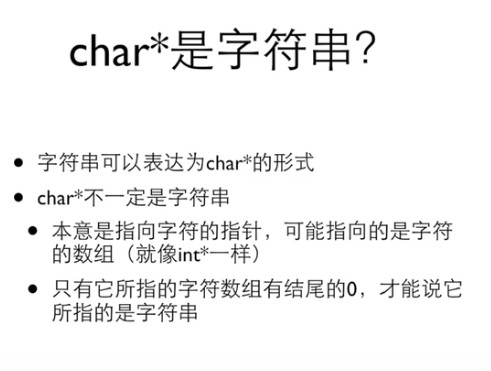 char*是字符串？
• 字符串可以表达为char*的形式
• char*不一定是字符串
• 本意是指向字符的指针，可能指向的是字符
的数组（就像int*一样）
• 只有它所指的字符数组有结尾的0，才能说它
所指的是字符串